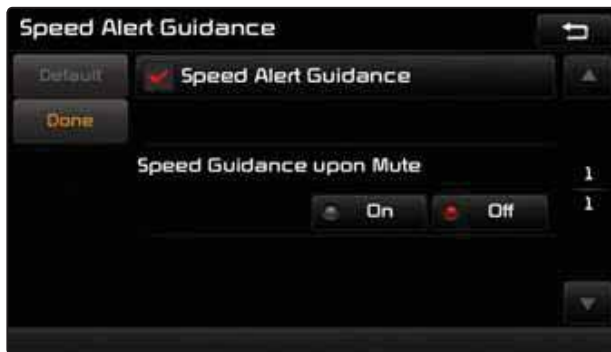 Speed Alert Guidance
Default
Speed Alert Guidance
Done
Speed Guidance upon Mute
On
Off
1
1